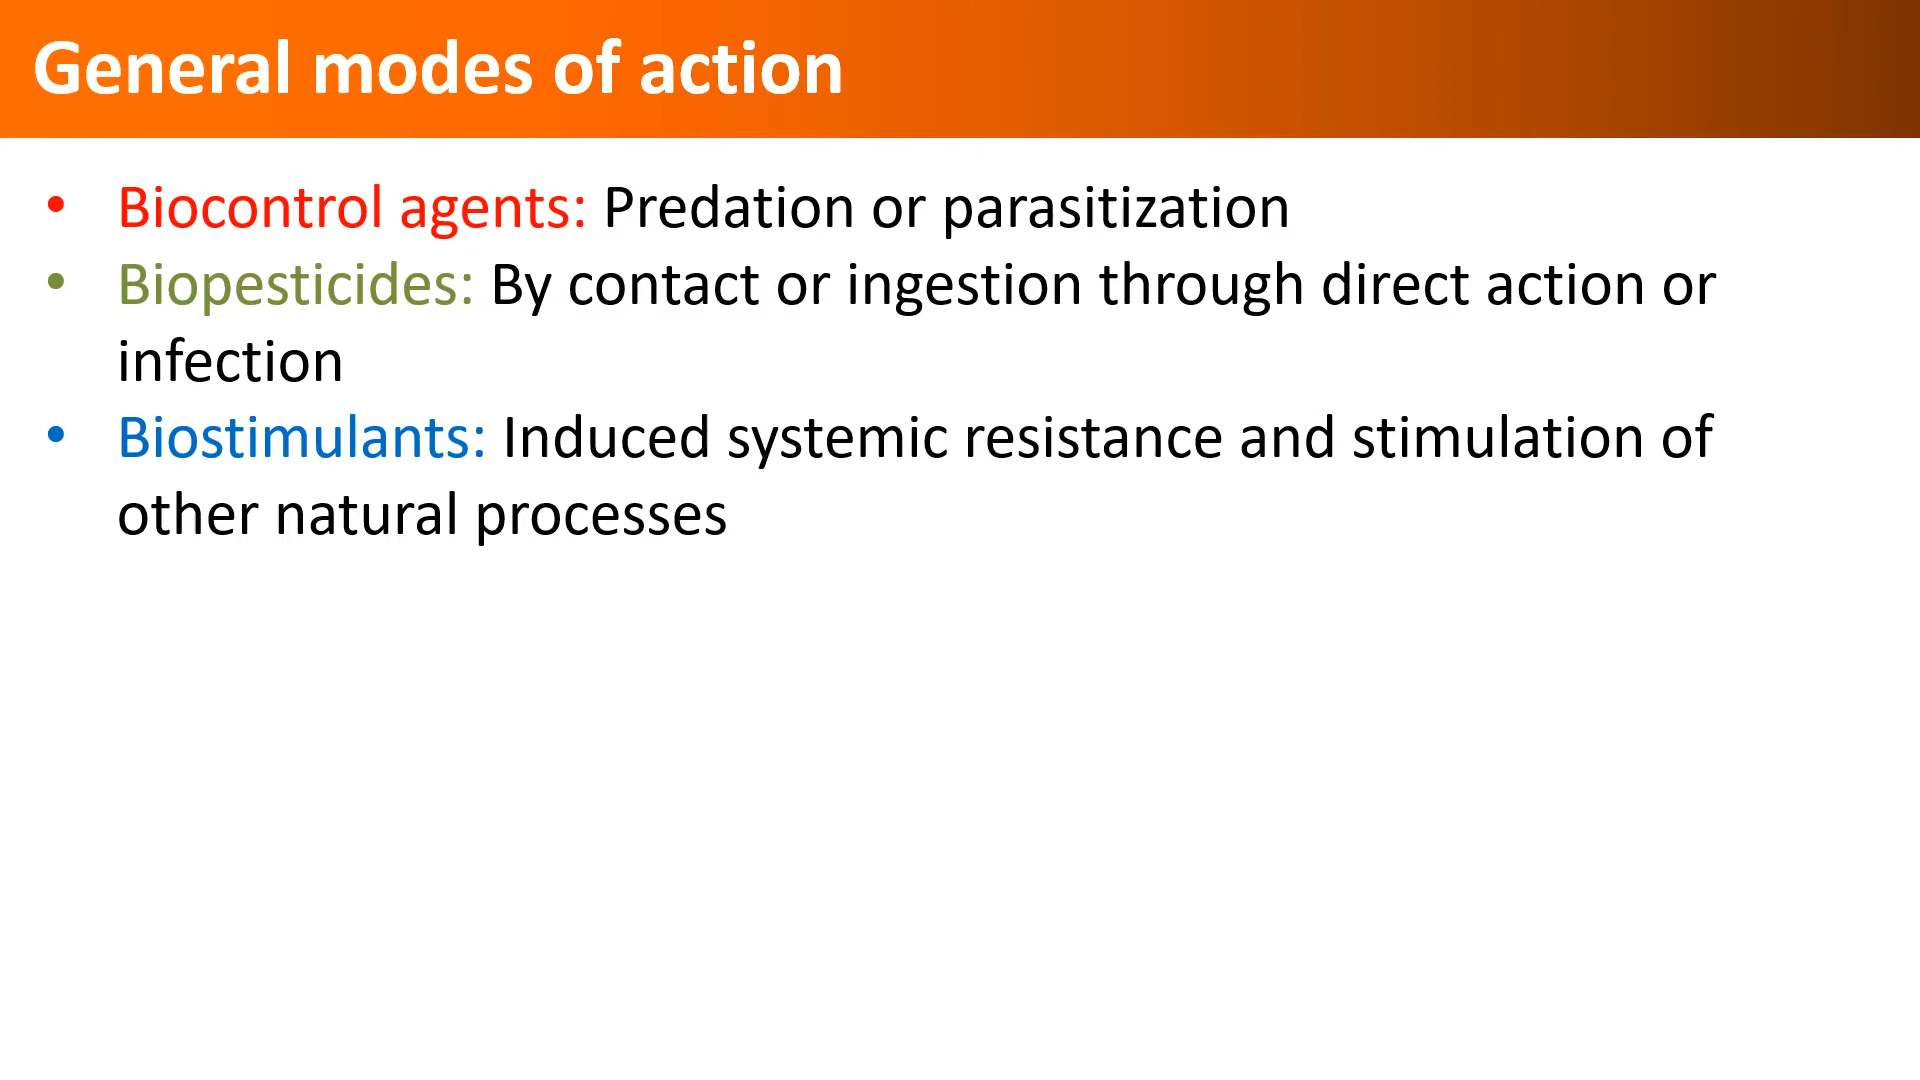 General modes of action
• Biocontrol agents: Predation or parasitization
• Biopesticides: By contact or ingestion through direct action or
infection
• Biostimulants: Induced systemic resistance and stimulation of
other natural processes